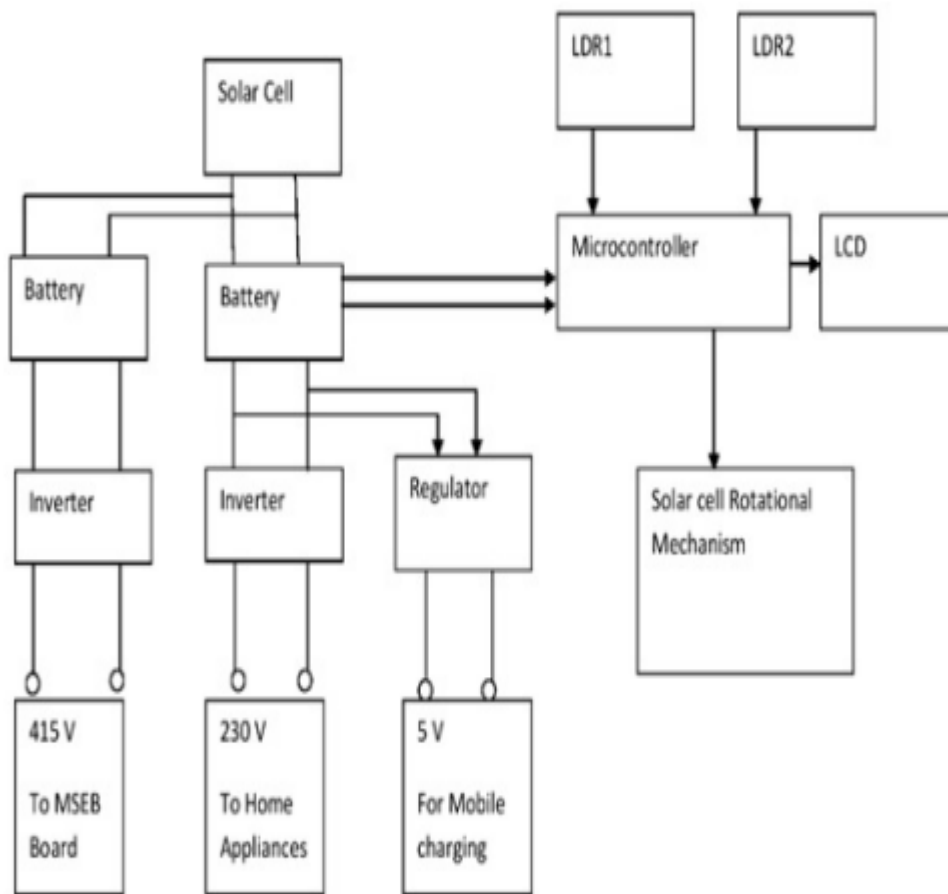 LDR1
LDR2
Solar Cell
Microcontroller
LCD
Battery
Battery
Inverter
Inverter
Regulator
Solar cell Rotational
Mechanism
415 V
To MSEB
Board
230 V
To Home
Appliances
5 V
For Mobile
charging